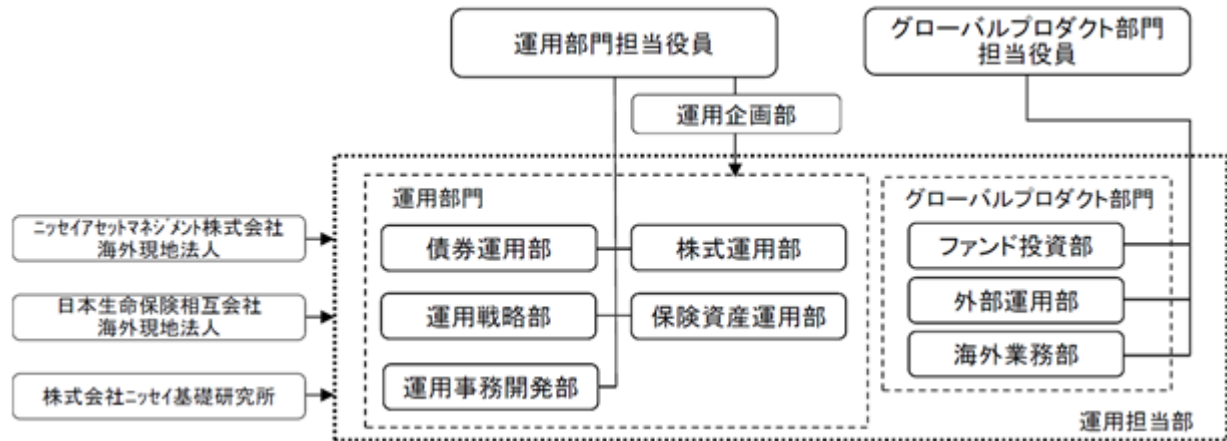 運用部門担当役員
グローバルプロダクト部門
担当役員
運用企画部
運用部門
グローバルプロダクト部門
ニッセイアセットマネジメント株式会社
海外現地法人
債券運用部
株式運用部
ファンド投資部
日本生命保険相互会社
海外現地法人
運用戦略部
保険資産運用部
外部運用部
海外業務部
株式会社ニッセイ基礎研究所
運用事務開発部
運用担当部